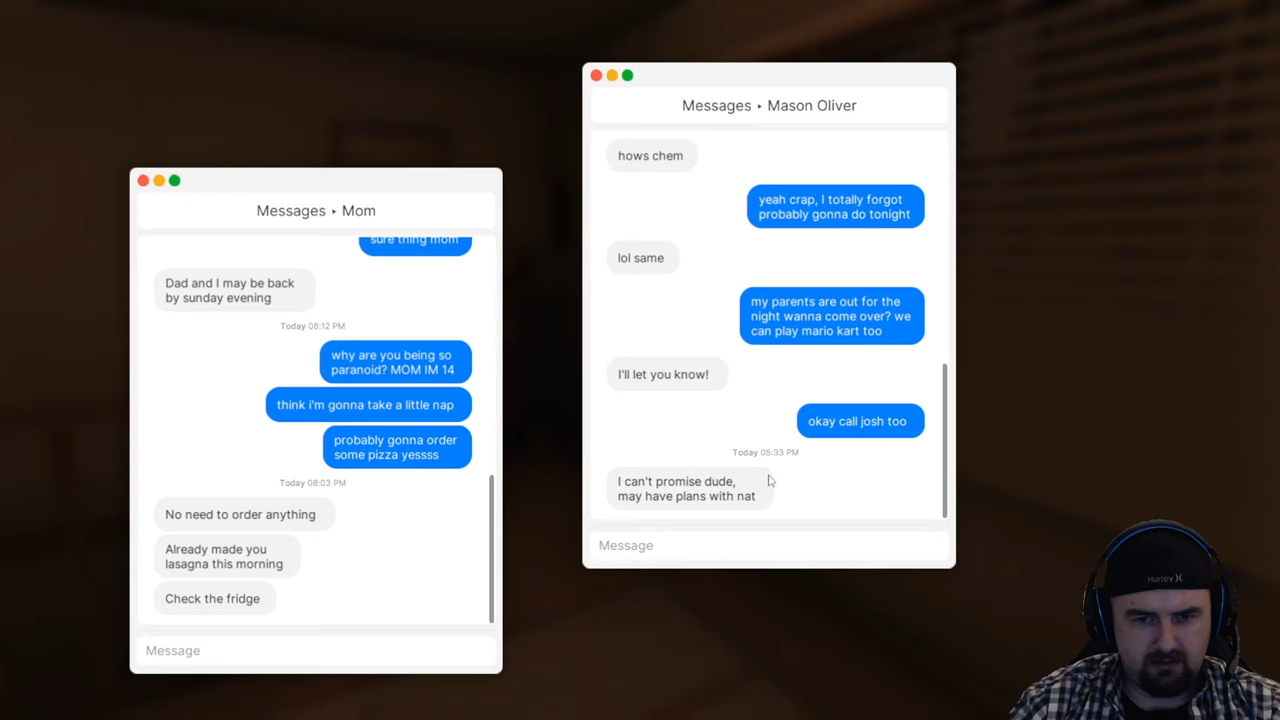 Messages ‣ Mom
sure thing mom
Dad and I may be back
by sunday evening
Today 06:12 PM
why are you being so
paranoid? MOM IM 14
think i'm gonna take a little nap
probably gonna order
some pizza yessss
Today 08:03 PM
No need to order anything
Already made you
lasagna this morning
Check the fridge
Message
Messages ‣ Mason Oliver
hows chem
yeah crap, I totally forgot
probably gonna do tonight
lol same
my parents are out for the
night wanna come over? we
can play mario kart too
I'll let you know!
okay call josh too
Today 05:33 PM
I can't promise dude,
may have plans with nat
Message
Hurley